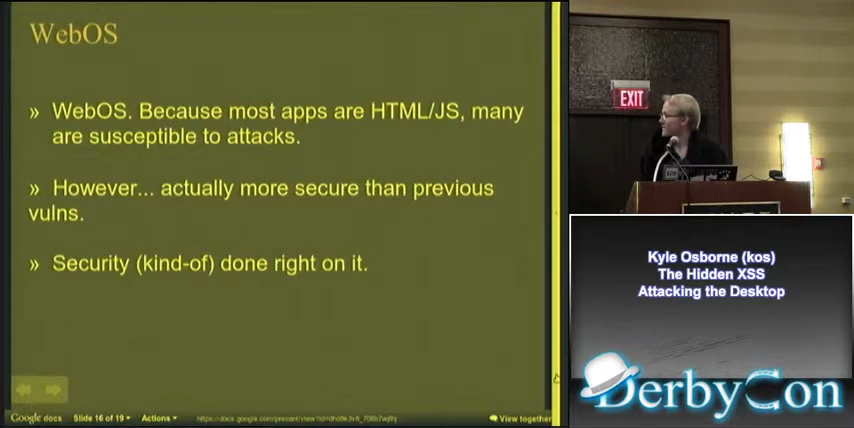 WebOS
» WebOS. Because most apps are HTML/JS, many
are susceptible to attacks.
» However... actually more secure than previous
vulns.
» Security (kind-of) done right on it.
Google docs Slide 16 of 19 Actions
View together
EXIT
Kyle Osborne (kos)
The Hidden XSS
Attacking the Desktop
DerbyCon